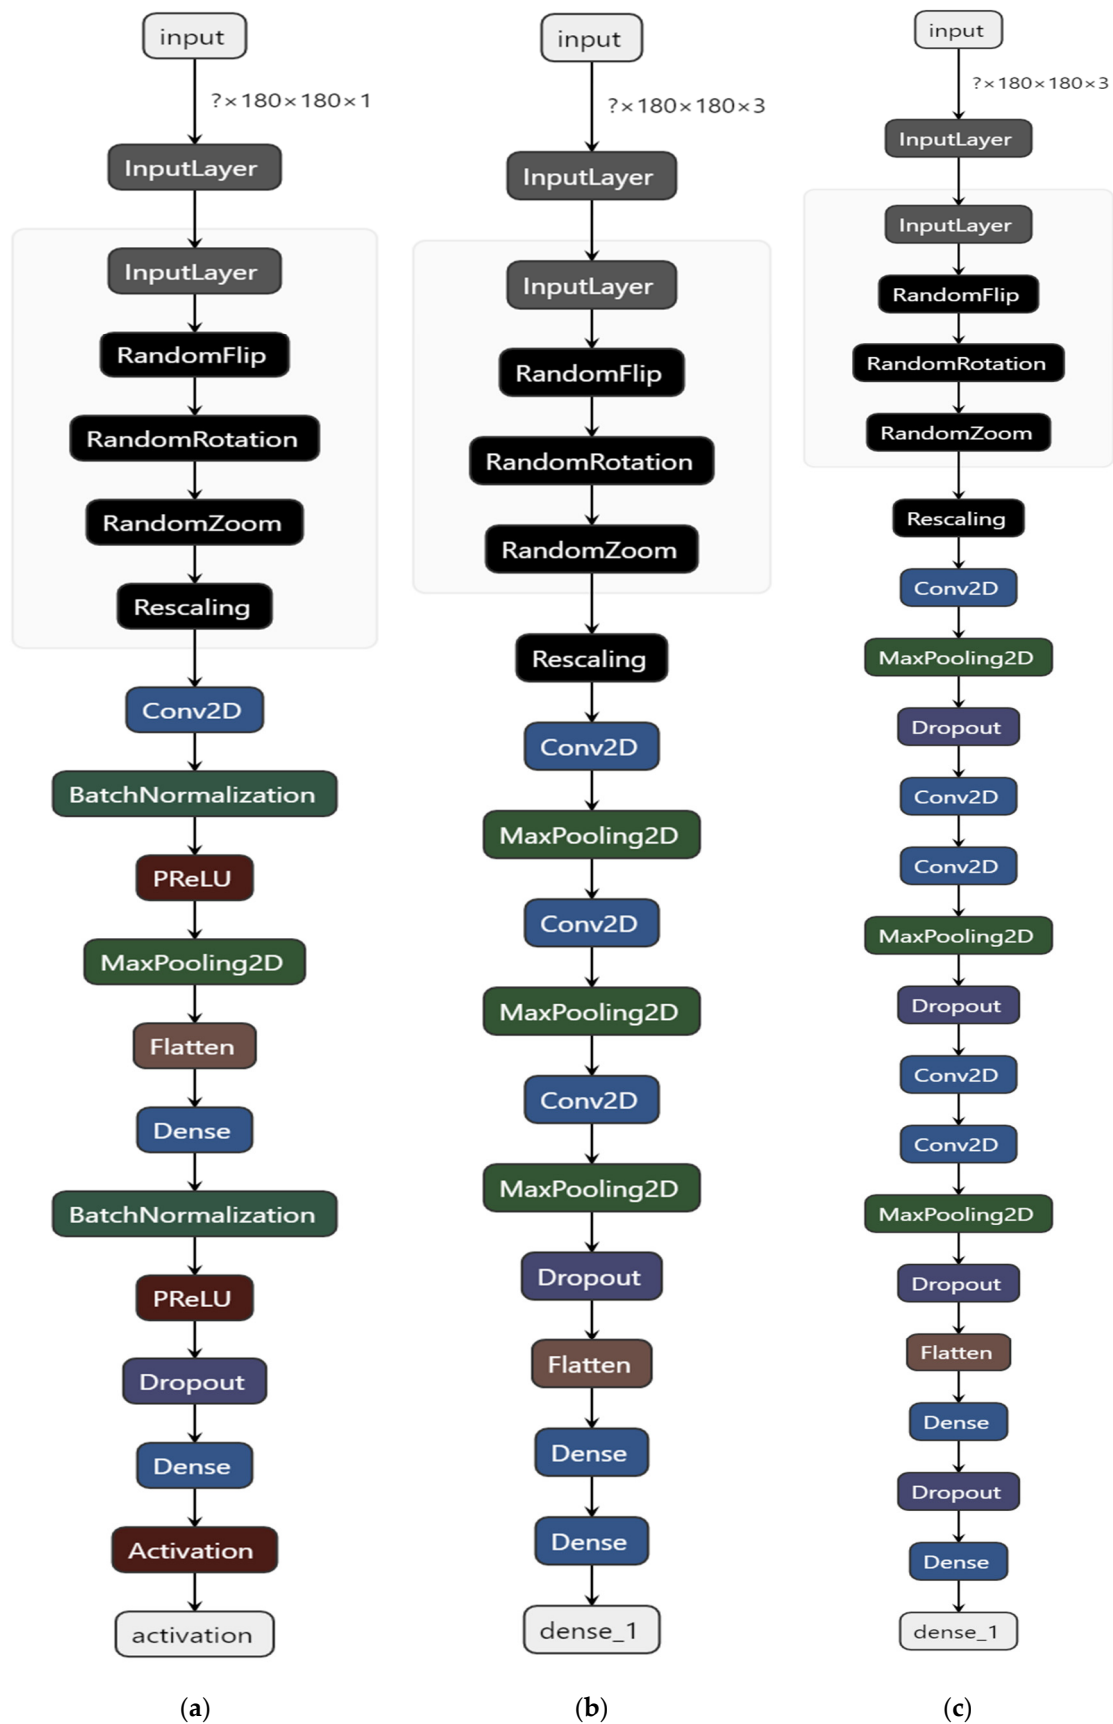 input
?×180×180×1
InputLayer
InputLayer
RandomFlip
RandomRotation
RandomZoom
Rescaling
Conv2D
BatchNormalization
PReLU
MaxPooling2D
Flatten
Dense
BatchNormalization
PReLU
Dropout
Dense
Activation
activation
(a)
input
?×180×180×3
InputLayer
InputLayer
RandomFlip
RandomRotation
RandomZoom
Rescaling
Conv2D
MaxPooling2D
Conv2D
MaxPooling2D
Conv2D
MaxPooling2D
Dropout
Flatten
Dense
Dense
dense_1
(b)
input
?×180×180×3
InputLayer
InputLayer
RandomFlip
RandomRotation
RandomZoom
Rescaling
Conv2D
MaxPooling2D
Dropout
Conv2D
Conv2D
MaxPooling2D
Dropout
Conv2D
Conv2D
MaxPooling2D
Dropout
Flatten
Dense
Dropout
Dense
dense_1
(c)